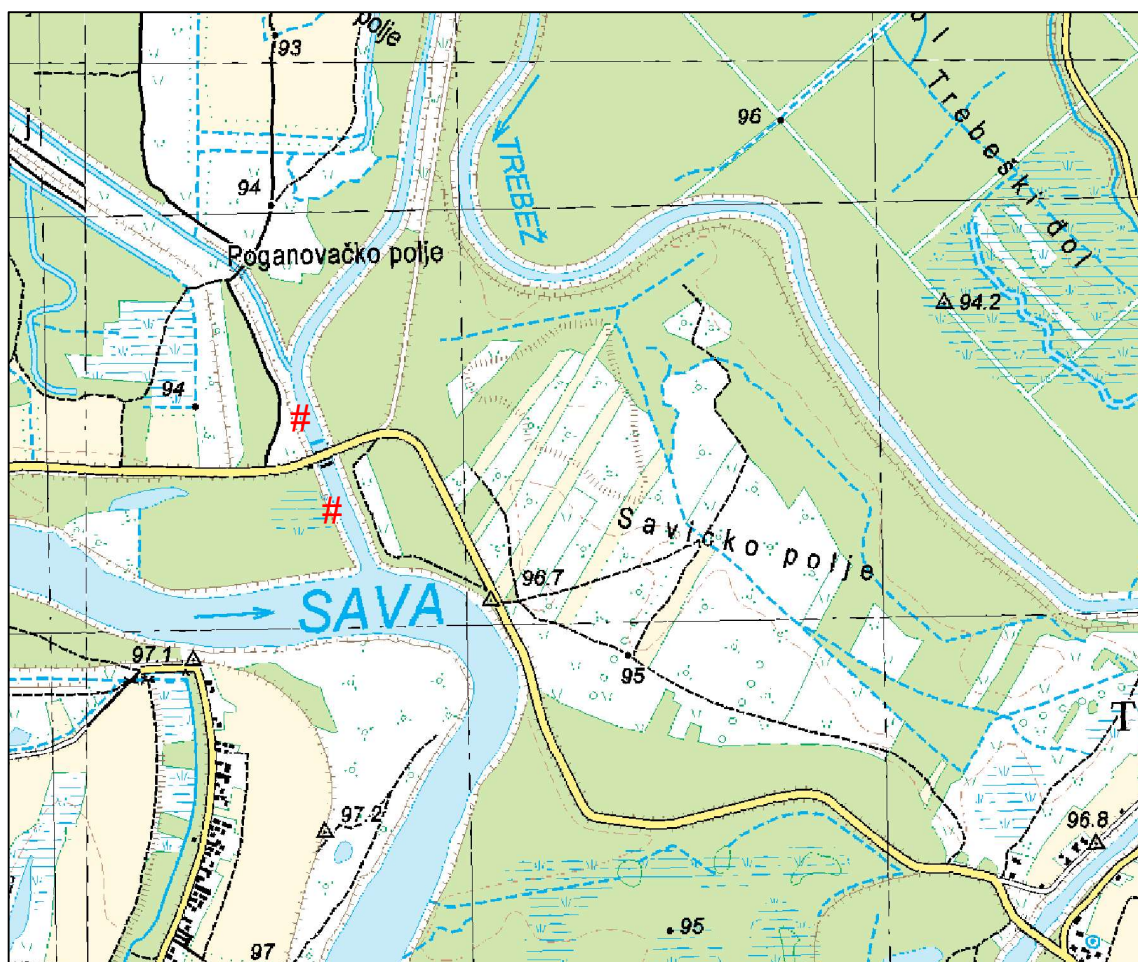 polje
93
j
96
Trebeški dol
TREBEŽ
94
Poganovačko polje
94.2
94
#
#
Savičko polje
96.7
SAVA
97.1
95
T
97.2
96.8
95
97